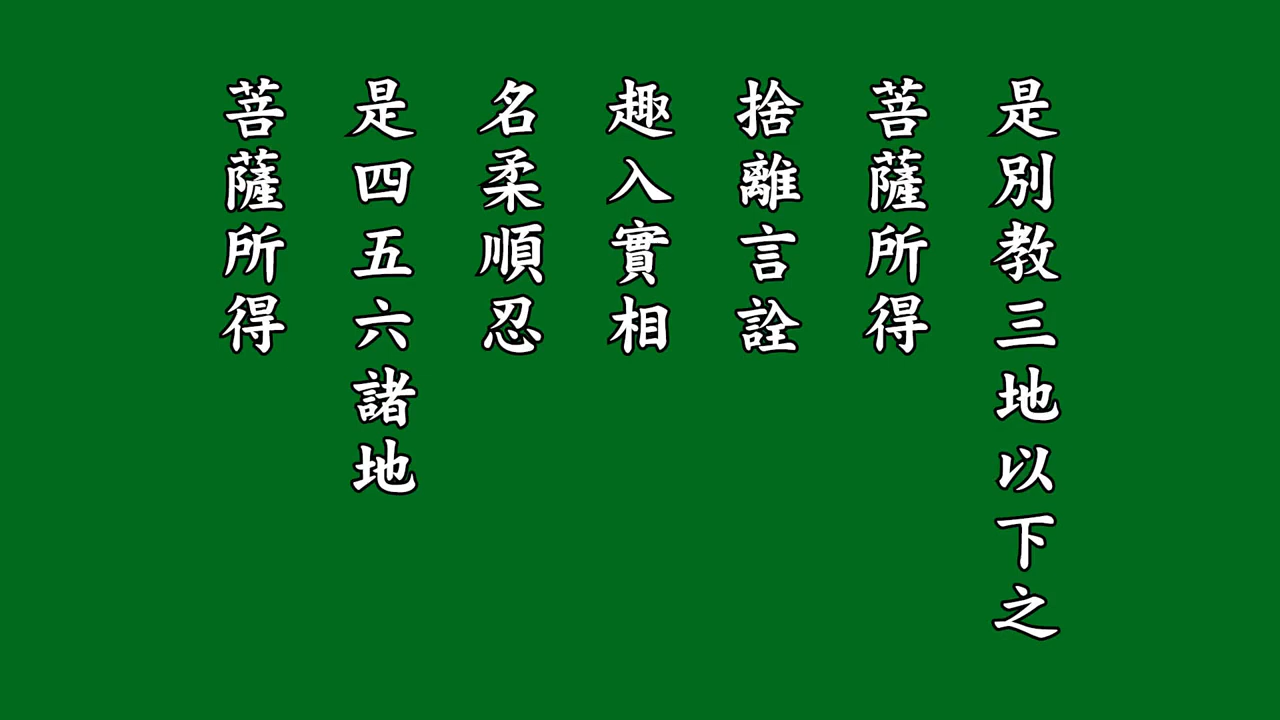 是別教三地以下之
菩薩所得
捨離言詮
趣入實相
名柔順忍
是四五六諸地
菩薩所得